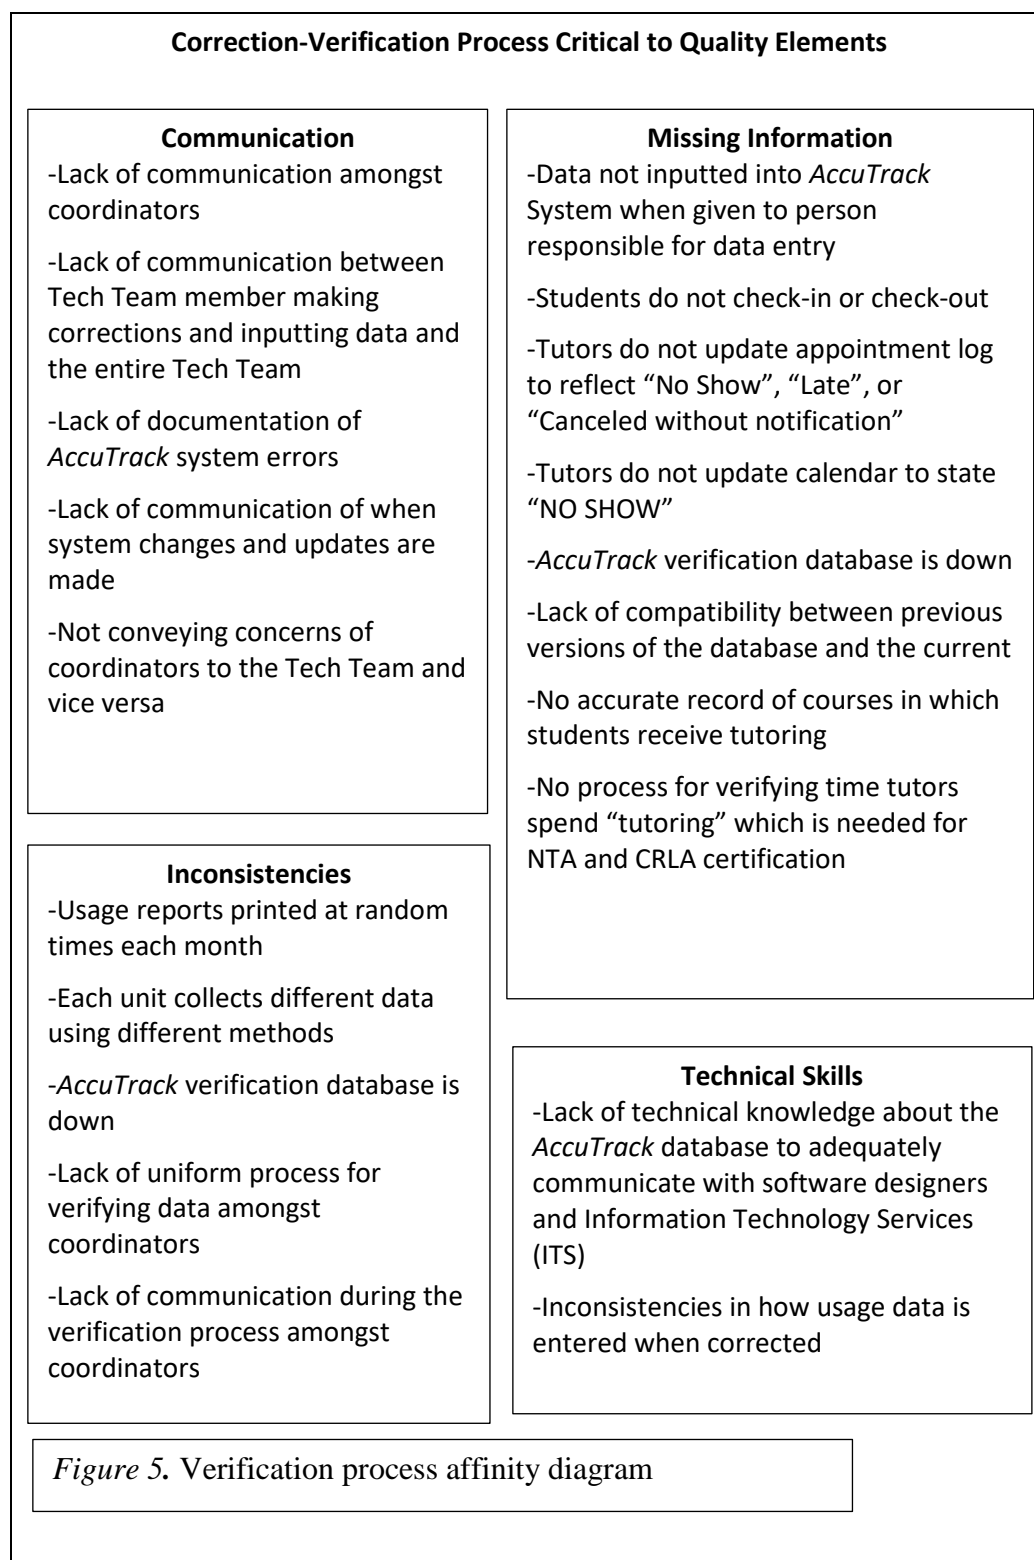 Correction-Verification Process Critical to Quality Elements
Communication
-Lack of communication amongst
coordinators
-Lack of communication between
Tech Team member making
corrections and inputting data and
the entire Tech Team
-Lack of documentation of
AccuTrack system errors
-Lack of communication of when
system changes and updates are
made
-Not conveying concerns of
coordinators to the Tech Team and
vice versa
Missing Information
-Data not inputted into AccuTrack
System when given to person
responsible for data entry
-Students do not check-in or check-out
-Tutors do not update appointment log
to reflect “No Show”, “Late”, or
“Canceled without notification”
-Tutors do not update calendar to state
“NO SHOW”
-AccuTrack verification database is down
-Lack of compatibility between previous
versions of the database and the current
-No accurate record of courses in which
students receive tutoring
-No process for verifying time tutors
spend “tutoring” which is needed for
NTA and CRLA certification
Inconsistencies
-Usage reports printed at random
times each month
-Each unit collects different data
using different methods
-AccuTrack verification database is
down
-Lack of uniform process for
verifying data amongst
coordinators
-Lack of communication during the
verification process amongst
coordinators
Technical Skills
-Lack of technical knowledge about the
AccuTrack database to adequately
communicate with software designers
and Information Technology Services
(ITS)
-Inconsistencies in how usage data is
entered when corrected
Figure 5. Verification process affinity diagram